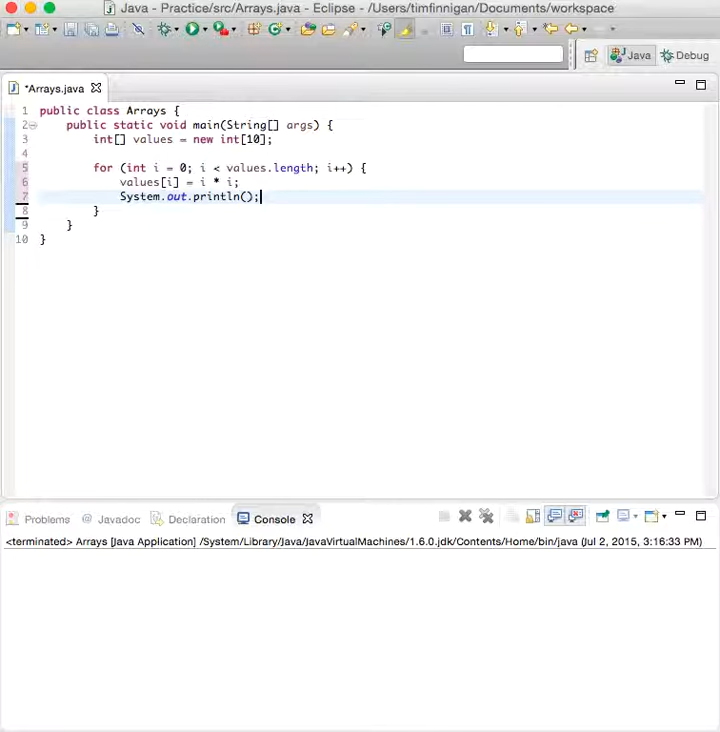 Java - Practice/src/Arrays.java - Eclipse - /Users/timfinnigan/Documents/workspace
Java
Debug
*Arrays.java
1 public class Arrays {
2 public static void main(String[] args) {
3 int[] values = new int[10];
4
5 for (int i = 0; i < values.length; i++) {
6 values[i] = i * i;
7 System.out.println();
8 }
9 }
10 }
Problems @ Javadoc Declaration Console
<terminated> Arrays [Java Application] /System/Library/Java/JavaVirtualMachines/1.6.0.jdk/Contents/Home/bin/java (Jul 2, 2015, 3:16:33 PM)